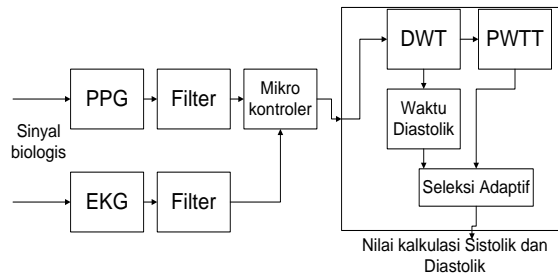 DWT
PWTT
PPG
Filter
Mikro
kontroler
Sinyal
biologis
Waktu
Diastolik
EKG
Filter
Seleksi Adaptif
Nilai kalkulasi Sistolik dan
Diastolik